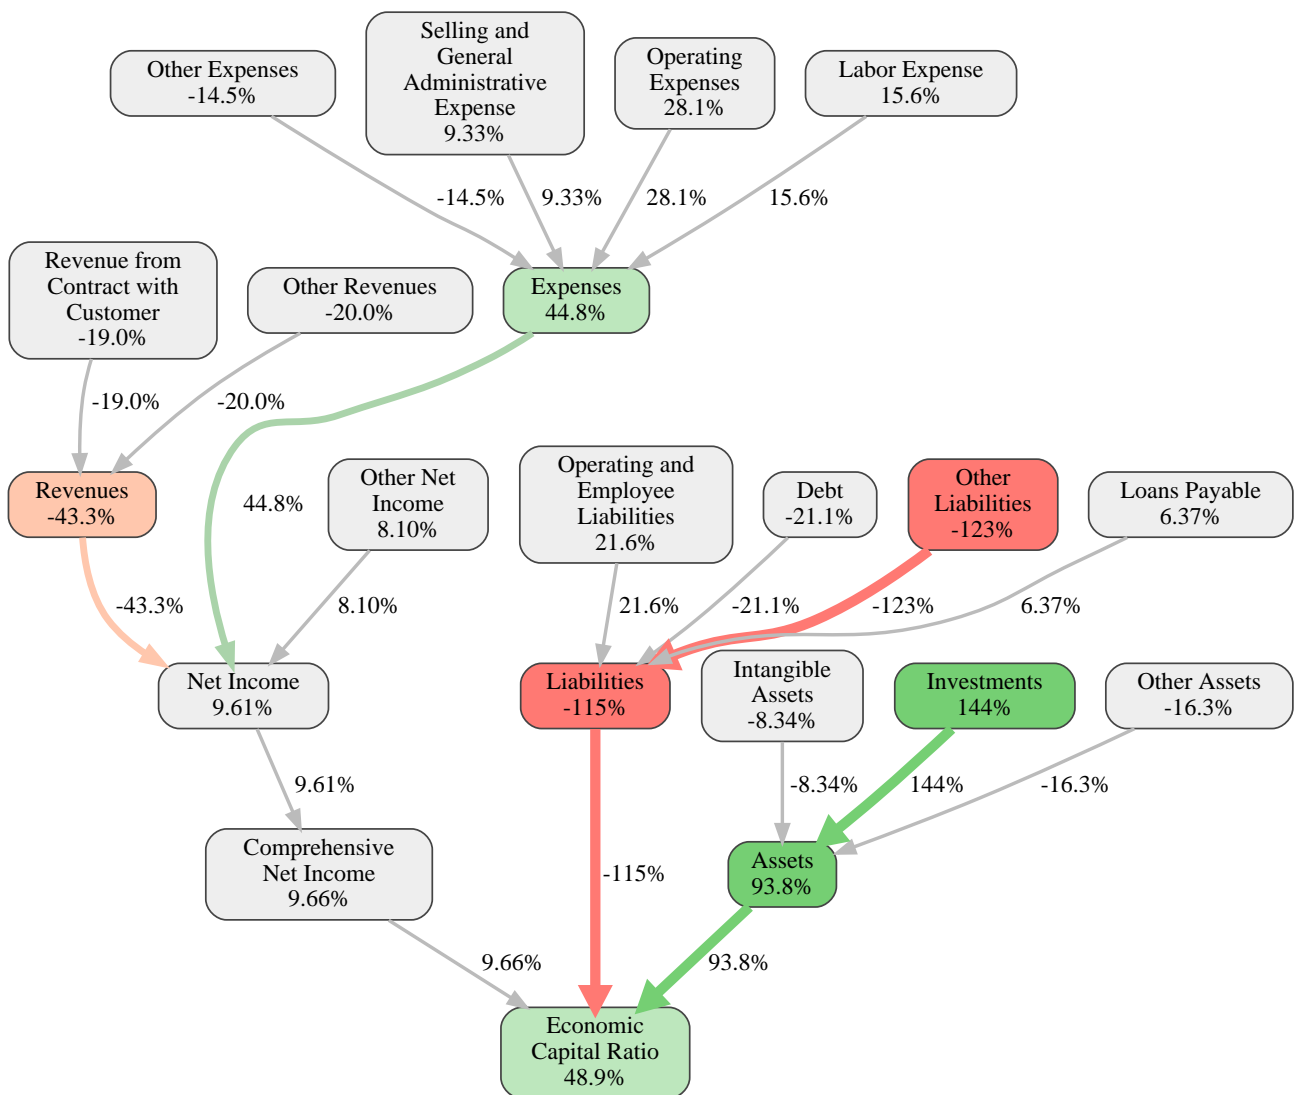 Other Expenses
-14.5%
Selling and
General
Administrative
Expense
9.33%
Operating
Expenses
28.1%
Labor Expense
15.6%
-14.5%
9.33%
28.1%
15.6%
Revenue from
Contract with
Customer
-19.0%
Other Revenues
-20.0%
Expenses
44.8%
-19.0%
-20.0%
Revenues
-43.3%
44.8%
Other Net
Income
8.10%
Operating and
Employee
Liabilities
21.6%
Debt
-21.1%
Other
Liabilities
-123%
Loans Payable
6.37%
-43.3%
8.10%
21.6%
-21.1%
-123%
6.37%
Net Income
9.61%
Liabilities
-115%
Intangible
Assets
-8.34%
Investments
144%
Other Assets
-16.3%
9.61%
-8.34%
144%
-16.3%
Comprehensive
Net Income
9.66%
-115%
Assets
93.8%
9.66%
93.8%
Economic
Capital Ratio
48.9%